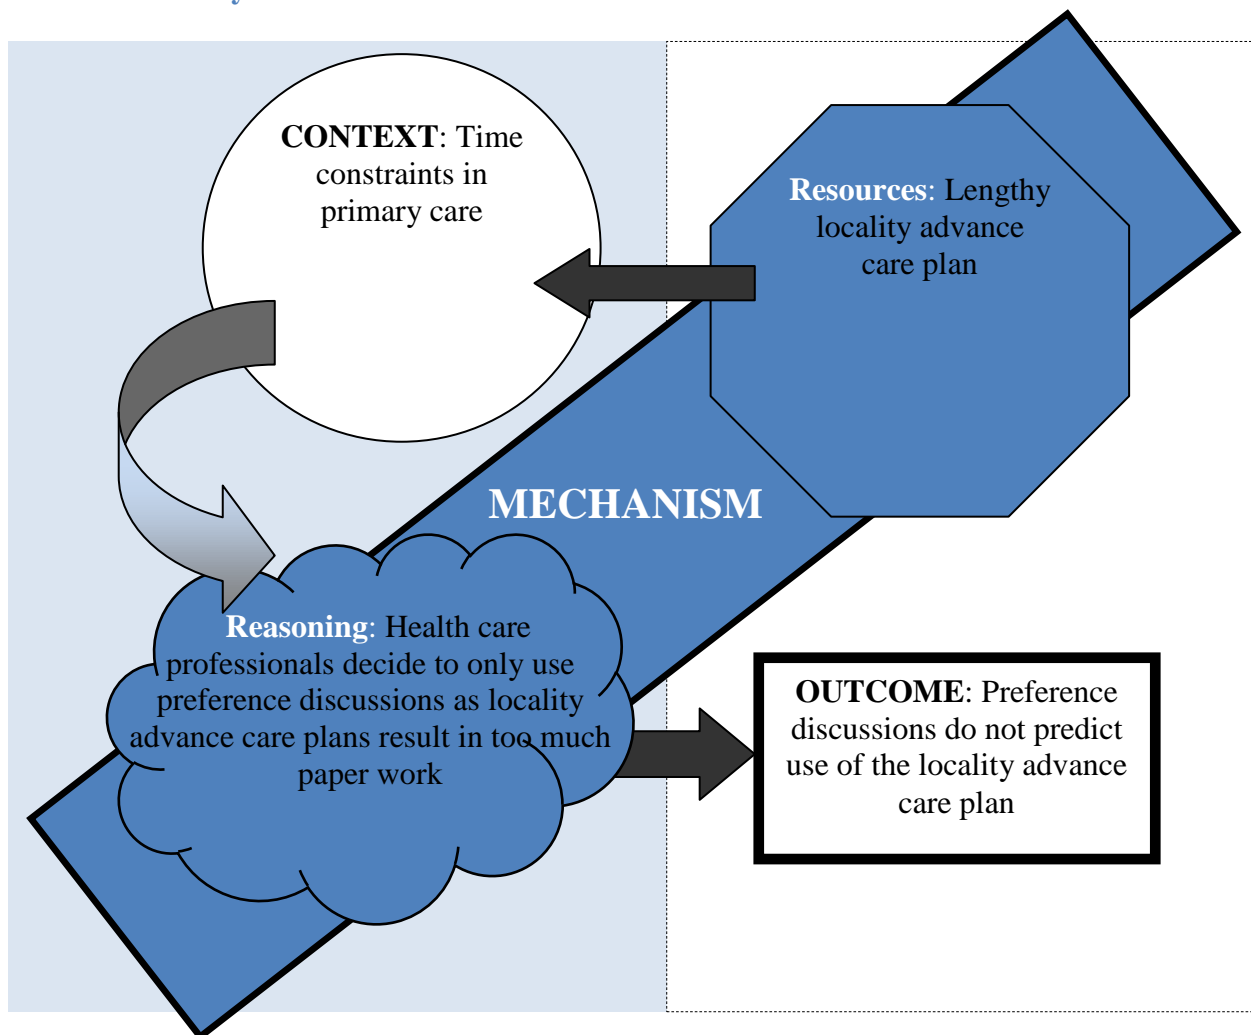 CONTEXT: Time
constraints in
primary care
Resources: Lengthy
locality advance
care plan
MECHANISM
Reasoning: Health care
professionals decide to only use
preference discussions as locality
advance care plans result in too much
paper work
OUTCOME: Preference
discussions do not predict
use of the locality advance
care plan